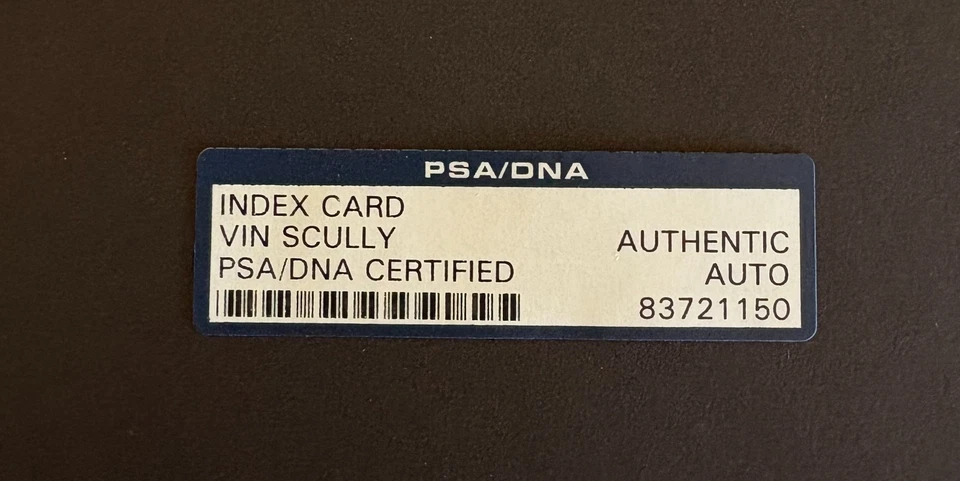 PSA/DNA
INDEX CARD
VIN SCULLY
AUTHENTIC
PSA/DNA CERTIFIED
AUTO
83721150